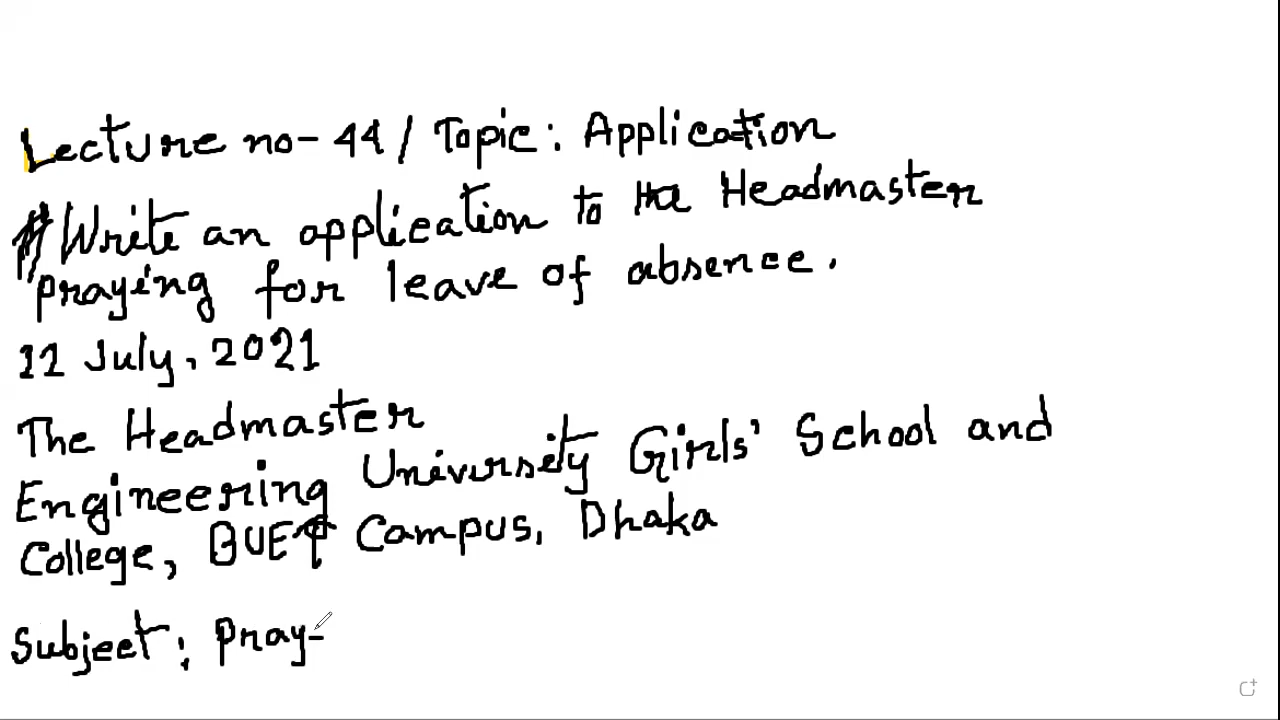 Lecture no- 44 / Topic: Application
# Write an application to the Headmaster
praying for leave of absence.
12 July, 2021
The Headmaster
Engineering University Girls' School and
College, BUET Campus, Dhaka
Subject: Pray-